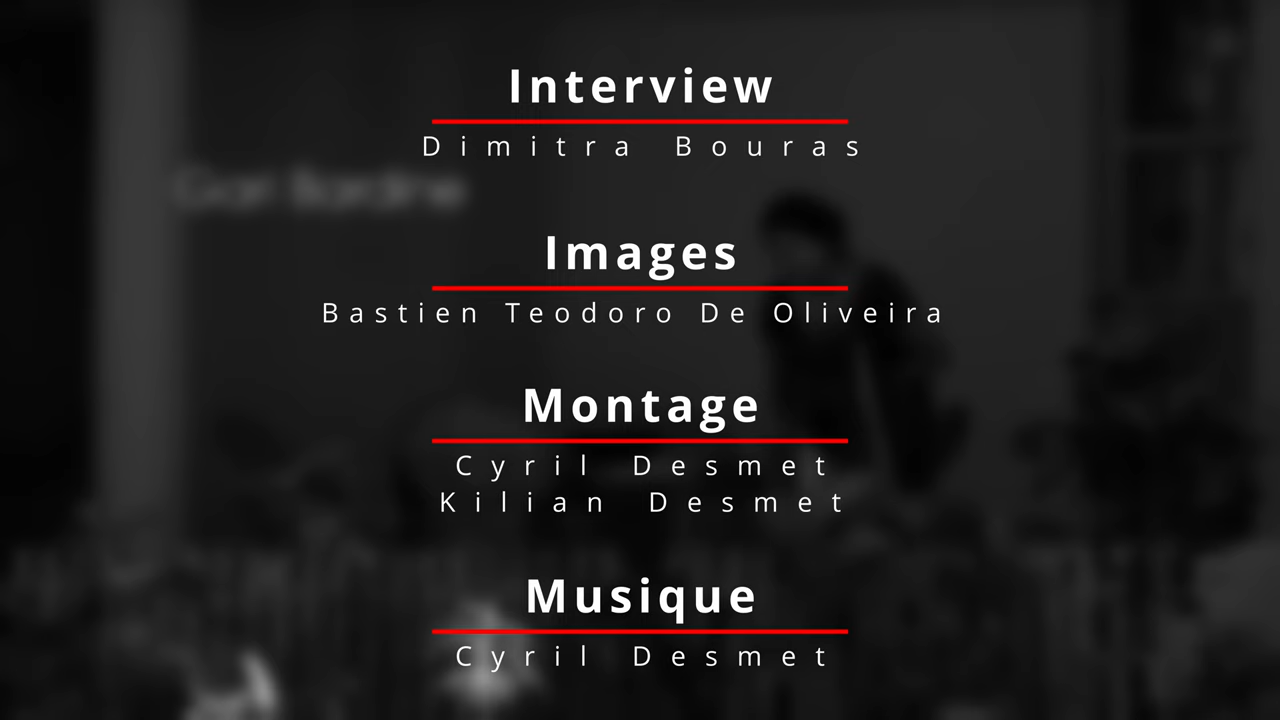 Interview
Dimitra Bouras
Images
Bastien Teodoro De Oliveira
Montage
Cyril Desmet
Kilian Desmet
Musique
Cyril Desmet